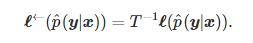 ℓ^←(p̂(y|x)) = T^{−1}ℓ(p̂(y|x)).